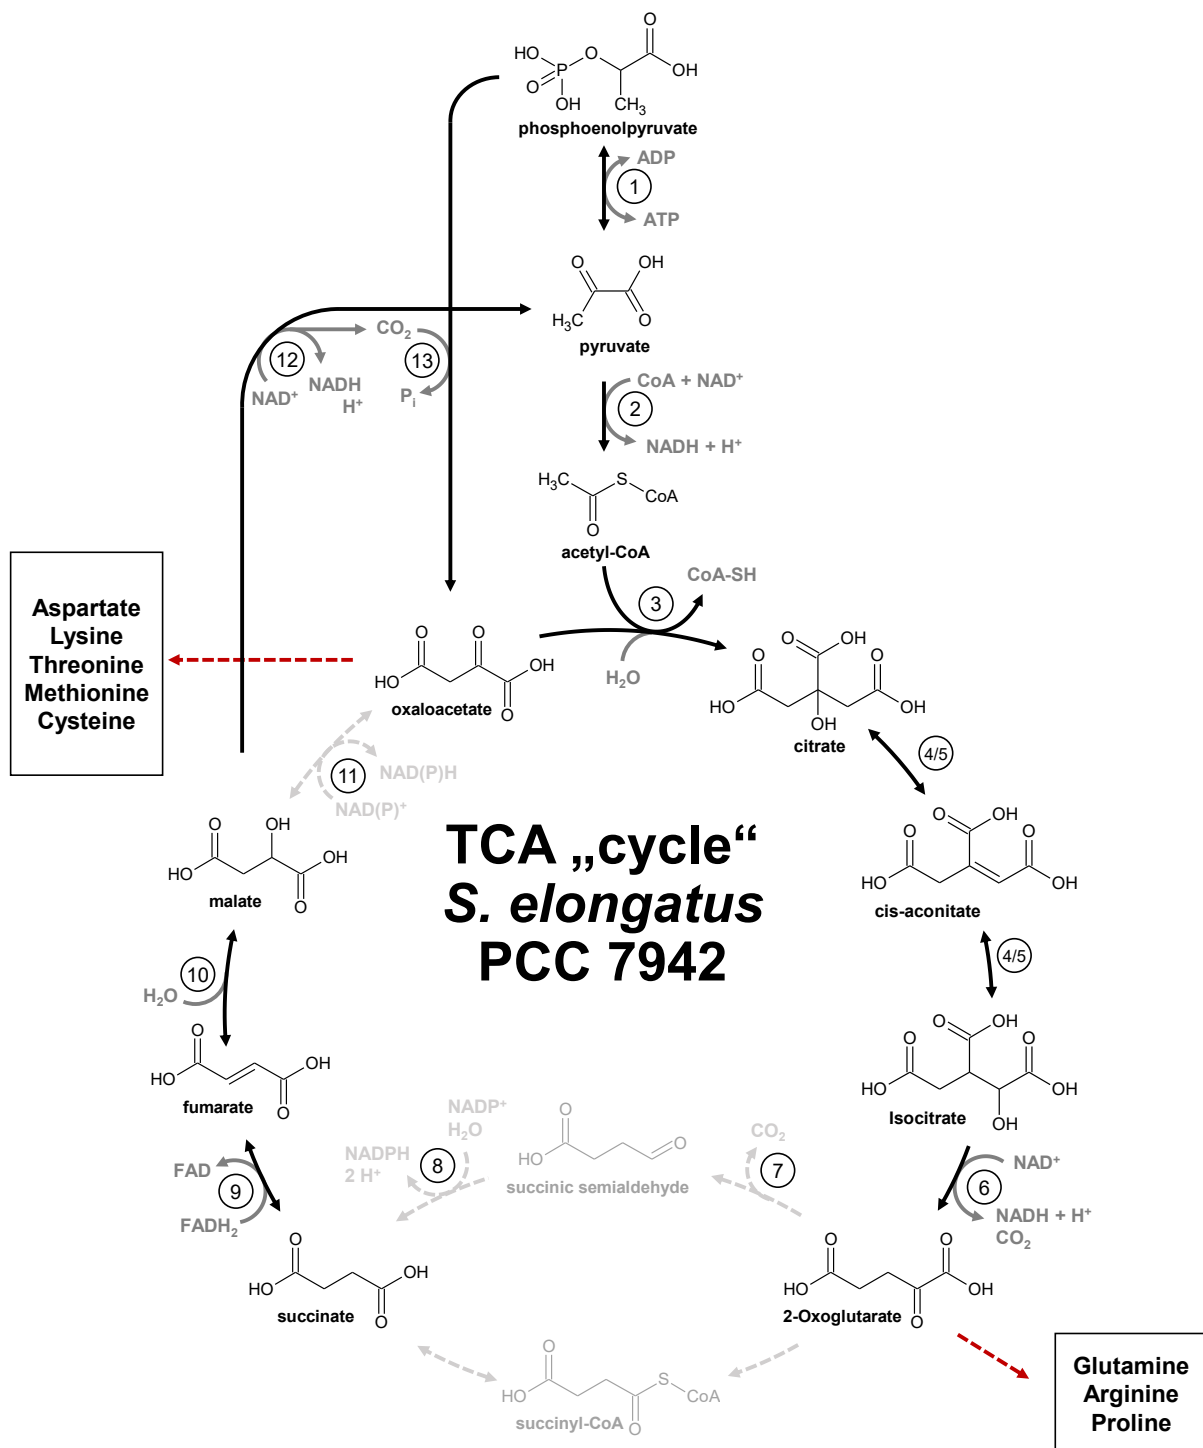 O
HO
O
P
OH
O
OH
CH₃
phosphoenolpyruvate
ADP
1
ATP
O
OH
H₃C
O
pyruvate
CO₂
12
13
NADH
H⁺
NAD⁺
Pᵢ
CoA + NAD⁺
2
NADH + H⁺
H₃C
S
CoA
O
acetyl-CoA
CoA-SH
3
H₂O
Aspartate
Lysine
Threonine
Methionine
Cysteine
O
O
OH
HO
O
oxaloacetate
O
OH
O
O
HO
OH
OH
citrate
4/5
11
NAD(P)H
NAD(P)⁺
O
OH
OH
HO
O
malate
TCA „cycle“
S. elongatus
PCC 7942
OH
O
O
O
HO
OH
cis-aconitate
4/5
10
H₂O
O
OH
HO
O
fumarate
O
OH
O
O
HO
OH
OH
Isocitrate
NADP⁺
H₂O
NADPH
2 H⁺
8
O
O
HO
succinic semialdehyde
CO₂
7
NAD⁺
6
NADH + H⁺
CO₂
FAD
9
FADH₂
O
OH
HO
O
succinate
O
O
HO
OH
O
2-Oxoglutarate
O
S
HO
CoA
O
succinyl-CoA
Glutamine
Arginine
Proline